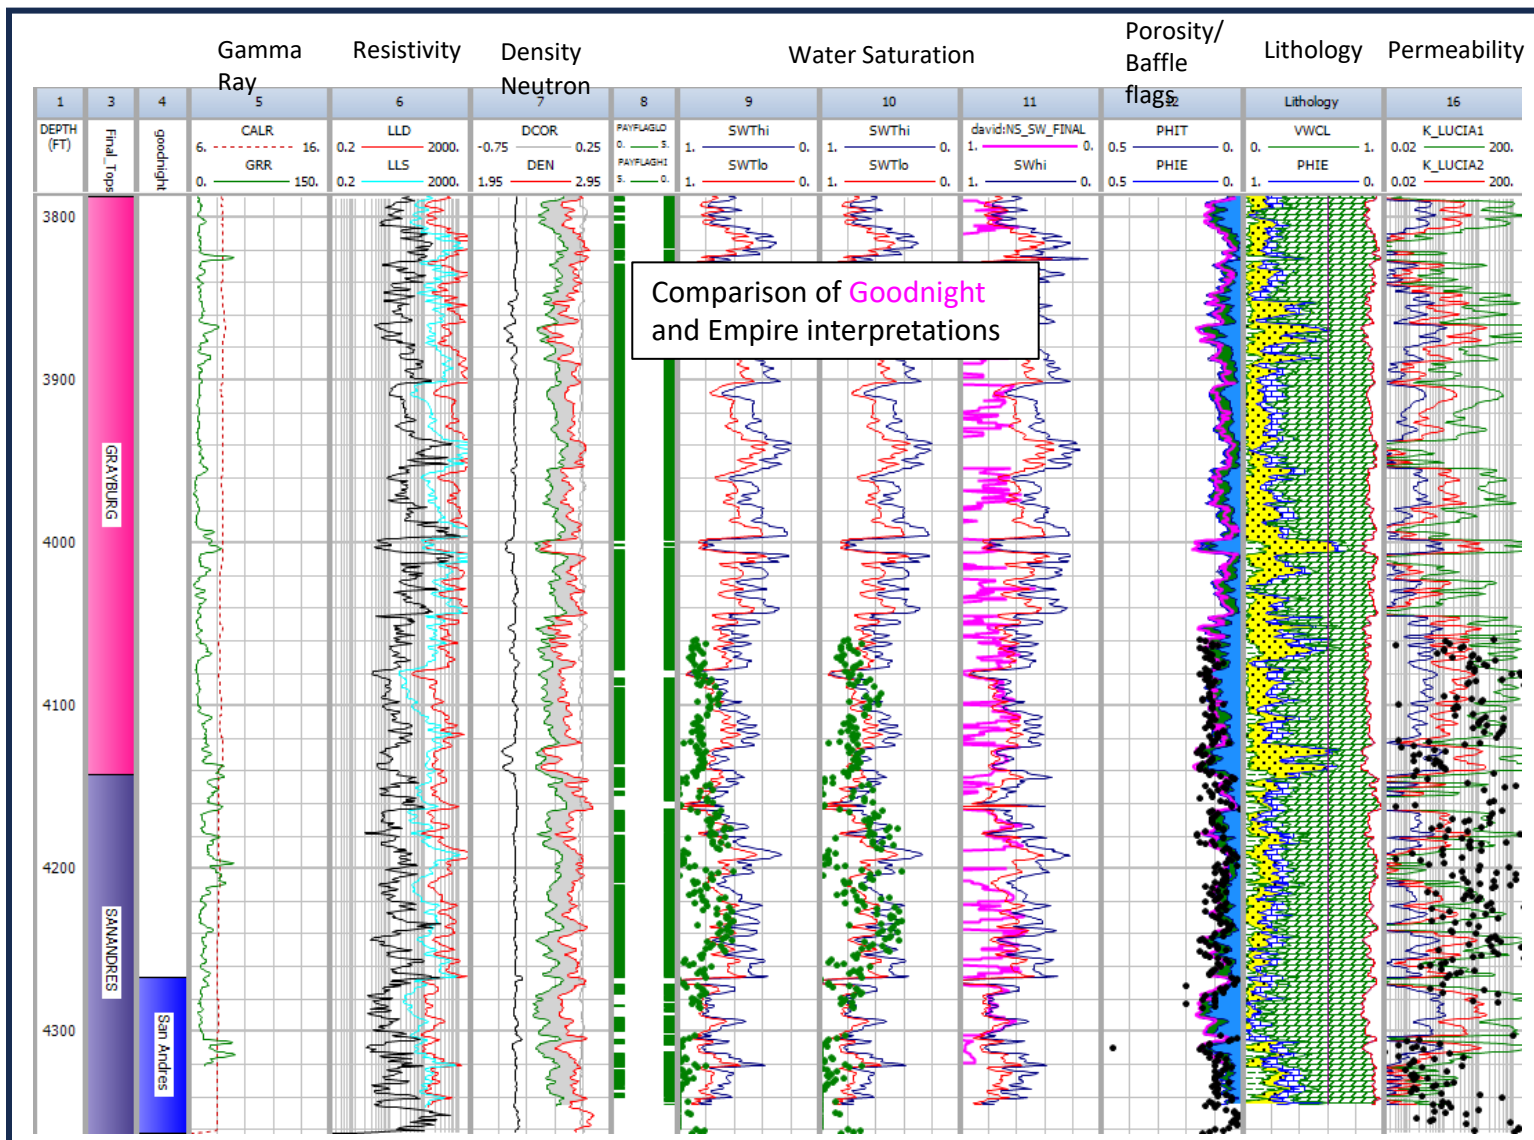 Gamma
Ray
Resistivity
Density
Neutron
Water Saturation
Porosity/
Baffle
flags
Lithology
Permeability
1
3
4
5
6
7
8
9
10
11
12
Lithology
16
DEPTH
(FT)
Final_Tops
goodnight
CALR
6. 16.
GRR
0. 150.
LLD
0.2 2000.
LLS
0.2 2000.
DCOR
-0.75 0.25
DEN
1.95 2.95
PAYFLAGLO
0. 5.
PAYFLAGHI
5. 0.
SWThi
1. 0.
SWTlo
1. 0.
SWThi
1. 0.
SWTlo
1. 0.
david:NS_SW_FINAL
1. 0.
SWhi
1. 0.
PHIT
0.5 0.
PHIE
0.5 0.
VWCL
0. 1.
PHIE
1. 0.
K_LUCIA1
0.02 200.
K_LUCIA2
0.02 200.
3800
Comparison of Goodnight
and Empire interpretations
3900
GRAYBURG
4000
4100
4200
SANANDRES
4300
San Andres